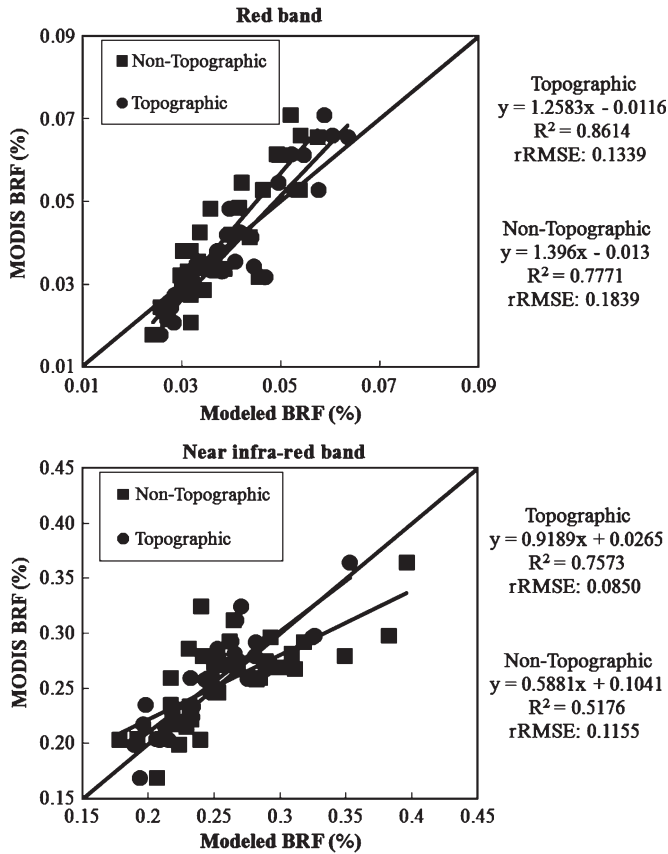 Red band
0.09
0.07
0.05
0.03
0.01
MODIS BRF (%)
Non-Topographic
Topographic
0.01 0.03 0.05 0.07 0.09
Modeled BRF (%)
Topographic
y = 1.2583x - 0.0116
R² = 0.8614
rRMSE: 0.1339
Non-Topographic
y = 1.396x - 0.013
R² = 0.7771
rRMSE: 0.1839
Near infra-red band
0.45
0.40
0.35
0.30
0.25
0.20
0.15
MODIS BRF (%)
Non-Topographic
Topographic
0.15 0.2 0.25 0.3 0.35 0.4 0.45
Modeled BRF (%)
Topographic
y = 0.9189x + 0.0265
R² = 0.7573
rRMSE: 0.0850
Non-Topographic
y = 0.5881x + 0.1041
R² = 0.5176
rRMSE: 0.1155